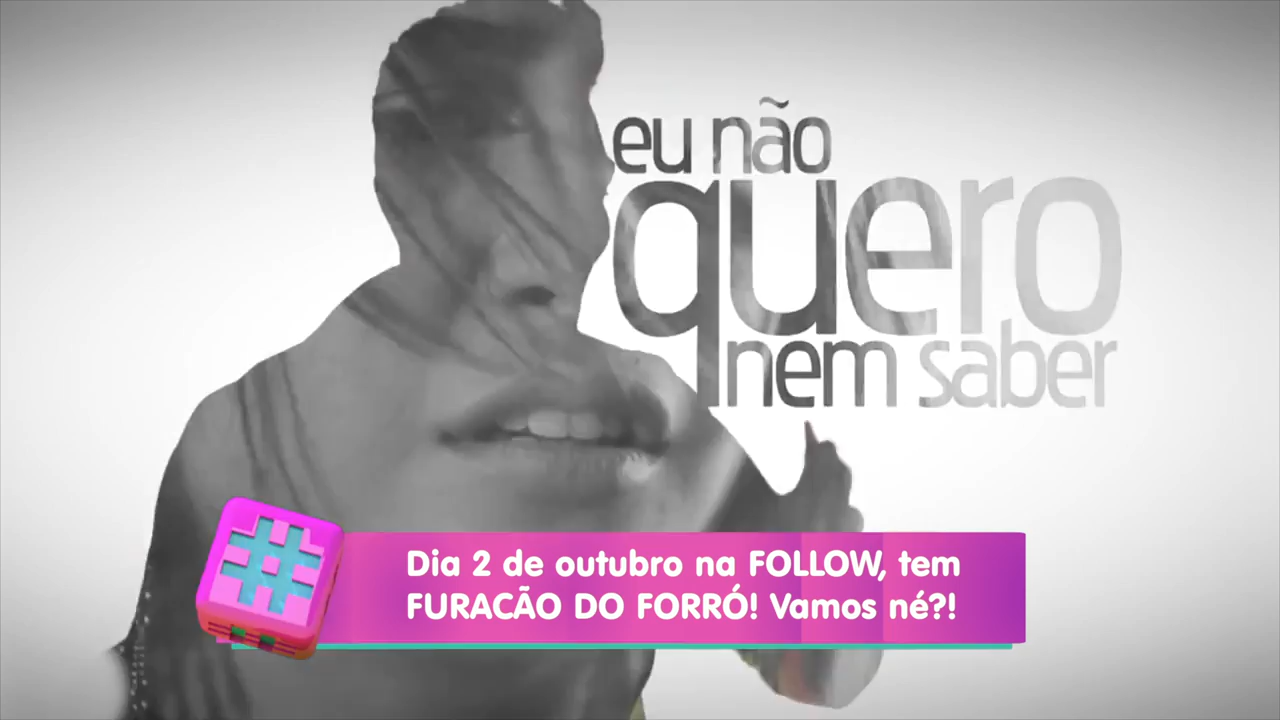 eu não
quero
nem saber
Dia 2 de outubro na FOLLOW, tem
FURACÃO DO FORRÓ! Vamos né?!